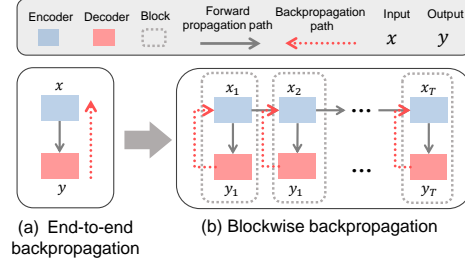 Encoder Decoder Block Forward propagation path Backpropagation path Input Output
x y
x
y
x1 x2 ... xT
y1 y1 ... yT
(a) End-to-end backpropagation
(b) Blockwise backpropagation